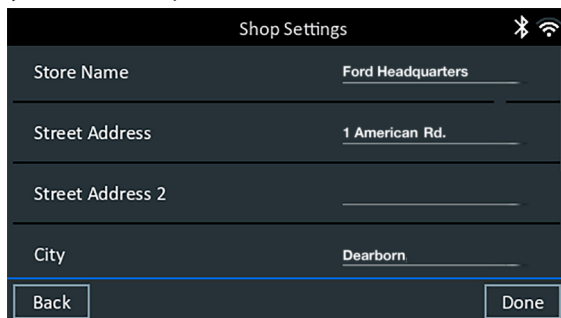 Shop Settings
Store Name Ford Headquarters
Street Address 1 American Rd.
Street Address 2
City Dearborn
Back Done